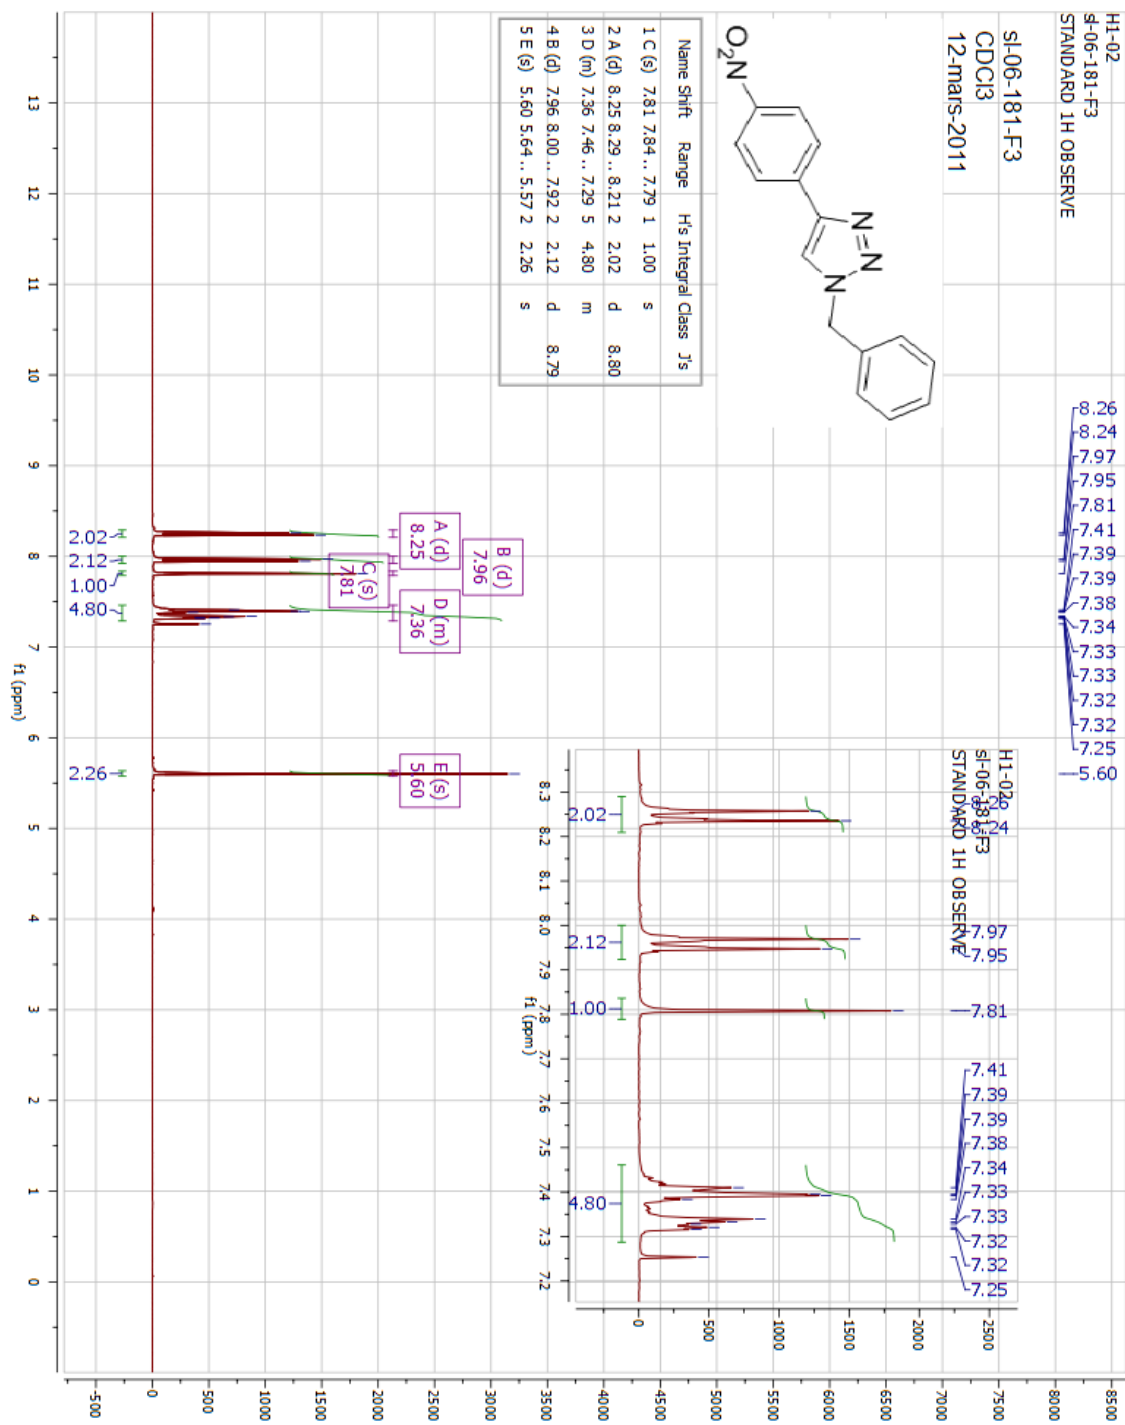 H1-02
sl-06-181-F3
STANDARD 1H OBSERVE
sl-06-181-F3
CDCl3
12-mars-2011
O2N
N
N
N
Name Shift Range H's Integral Class J's
1 C (s) 7.81 7.84 .. 7.79 1 1.00 s
2 A (d) 8.25 8.29 .. 8.21 2 2.02 d 8.80
3 D (m) 7.36 7.46 .. 7.29 5 4.80 m
4 B (d) 7.96 8.00 .. 7.92 2 2.12 d 8.79
5 E (s) 5.60 5.64 .. 5.57 2 2.26 s
8.26
8.24
7.97
7.95
7.81
7.41
7.39
7.39
7.38
7.34
7.33
7.33
7.32
7.32
7.25
5.60
B (d)
7.96
A (d)
8.25
D (m)
7.36
C (s)
7.81
E (s)
5.60
2.02
2.12
1.00
4.80
2.26
13 12 11 10 9 8 7 6 5 4 3 2 1 0
f1 (ppm)
8500
8000
7500
7000
6500
6000
5500
5000
4500
4000
3500
3000
2500
2000
1500
1000
500
0
-500
H1-02
sl-06-181-F3
STANDARD 1H OBSERVE
8.26
8.24
7.97
7.95
7.81
7.41
7.39
7.39
7.38
7.34
7.33
7.33
7.32
7.32
7.25
2.02
2.12
1.00
4.80
8.3 8.2 8.1 8.0 7.9 7.8 7.7 7.6 7.5 7.4 7.3 7.2
f1 (ppm)
2500
2000
1500
1000
500
0